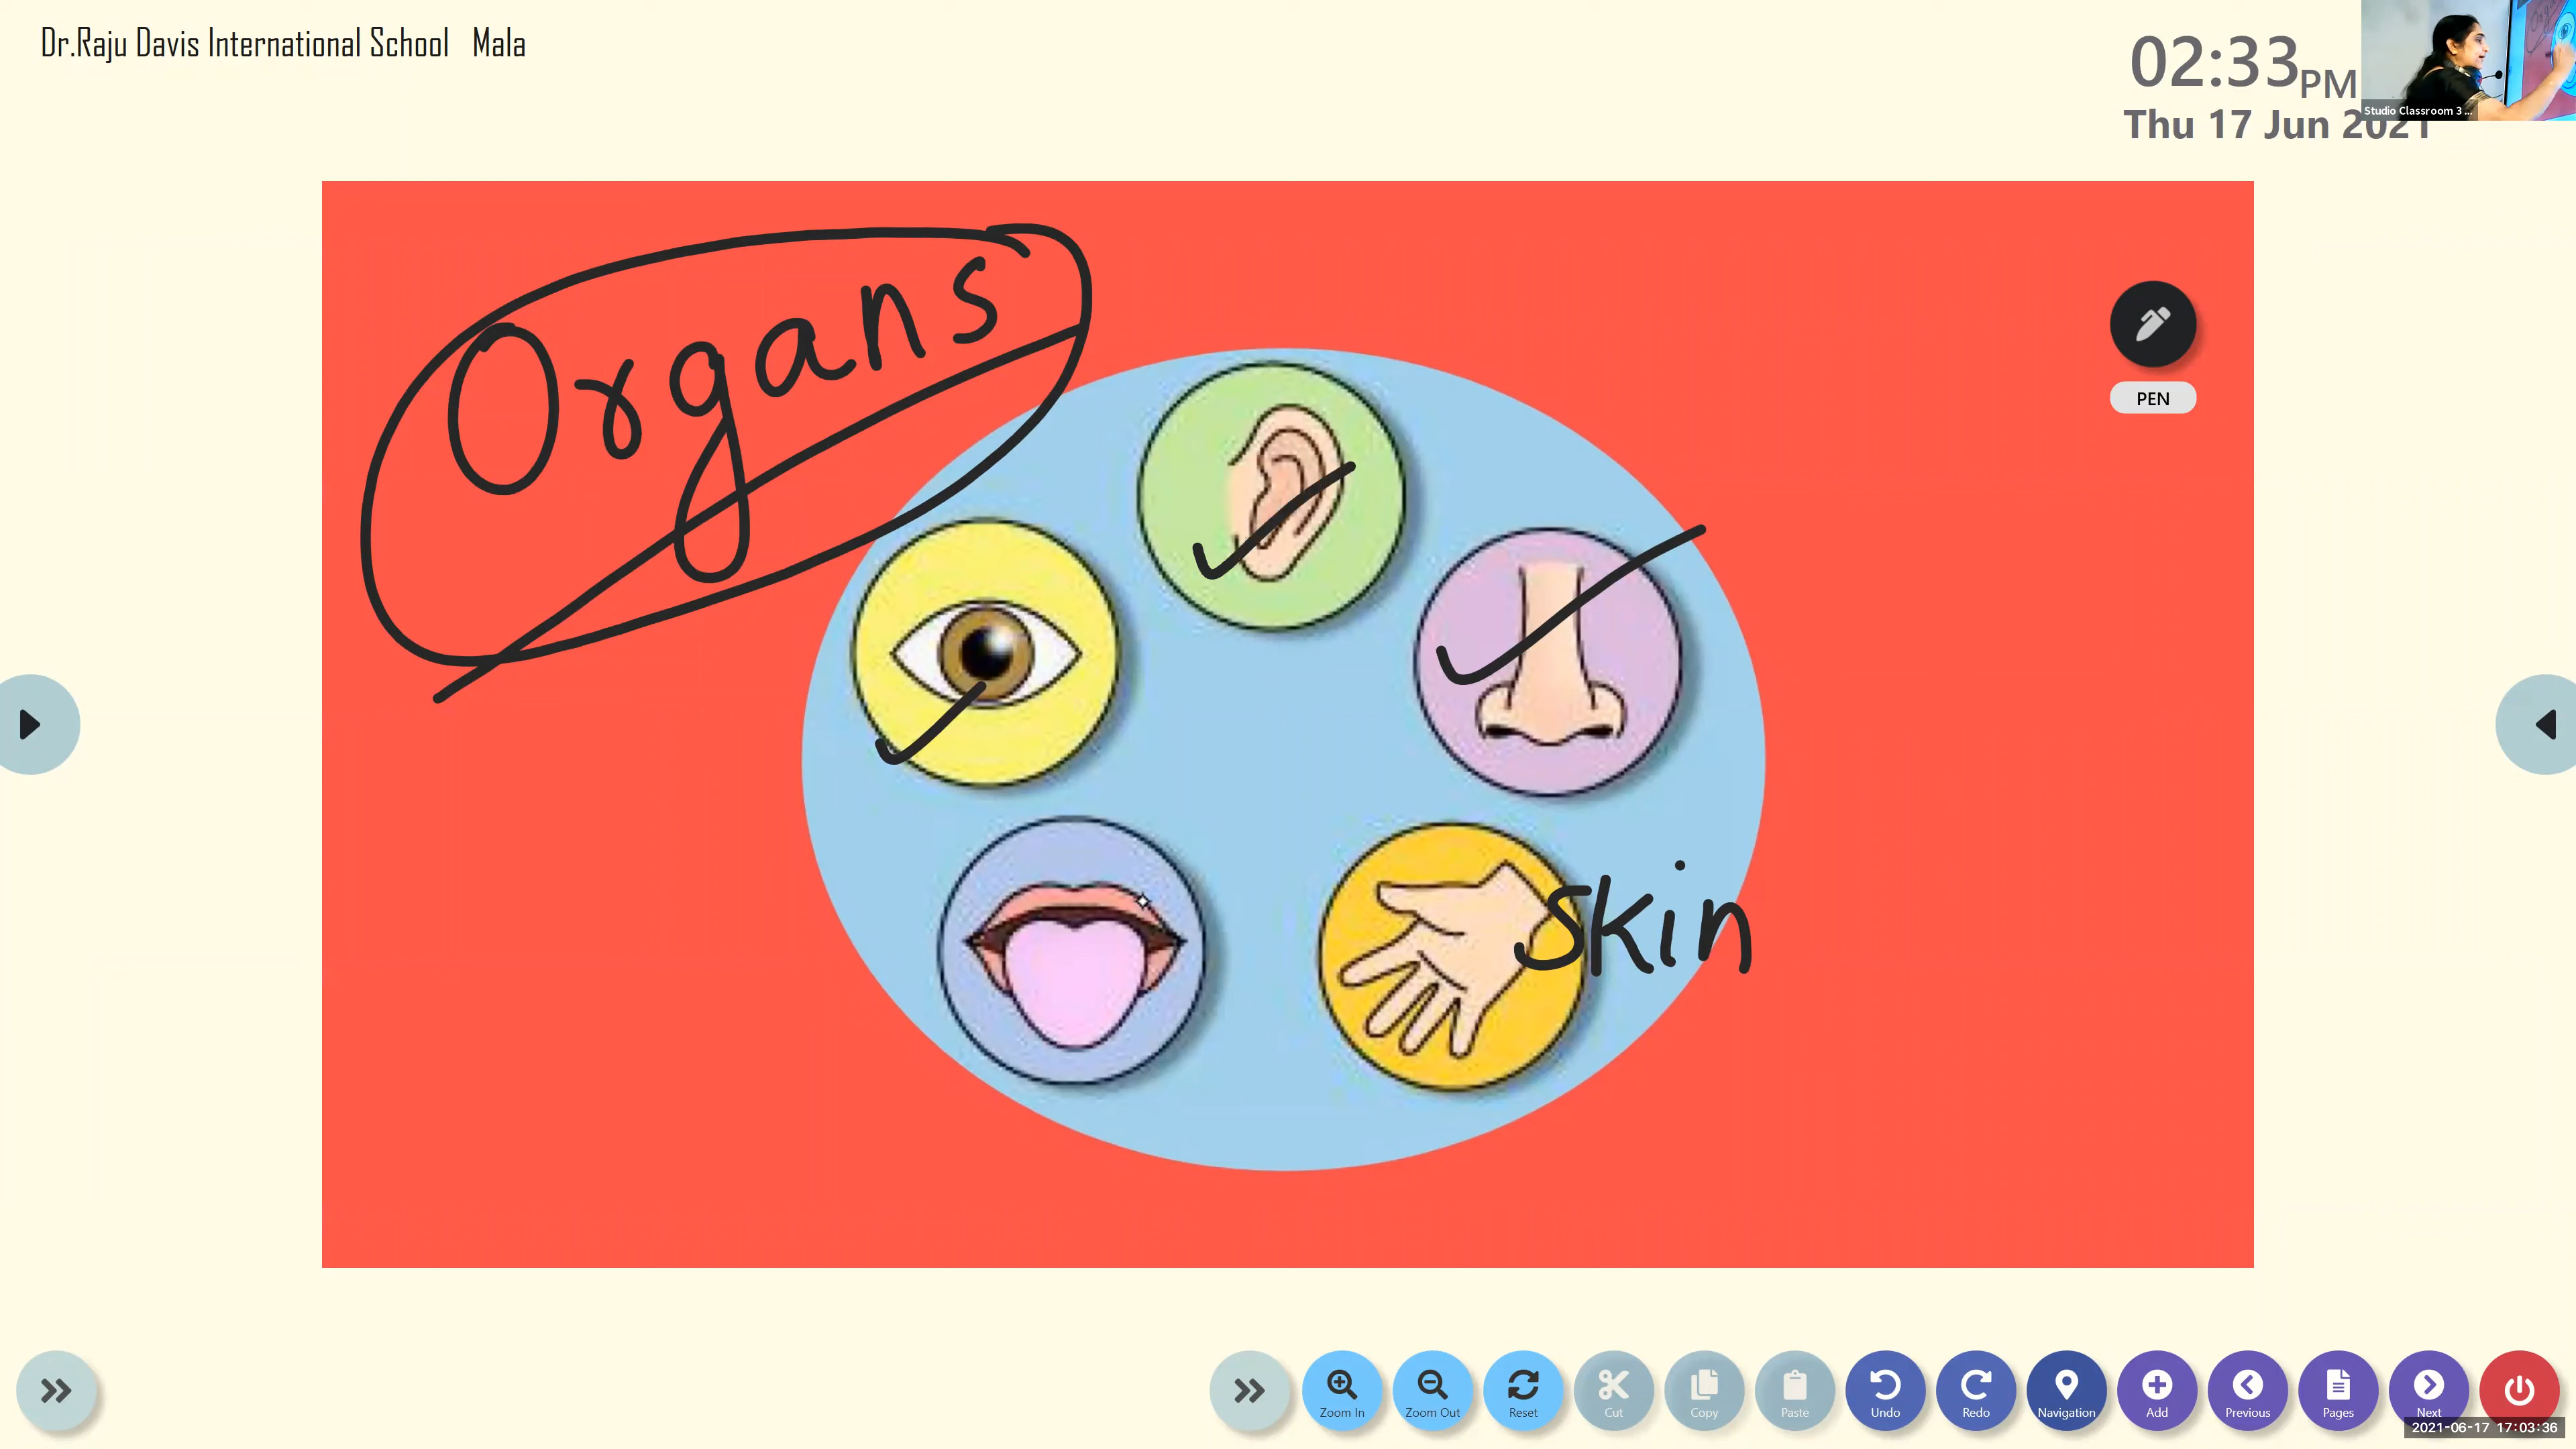 Dr.Raju Davis International School Mala
02:33 PM
Thu 17 Jun 2021
Studio Classroom 3 ...
Organs
PEN
Skin
Zoom In
Zoom Out
Reset
Cut
Copy
Paste
Undo
Redo
Navigation
Add
Previous
Pages
Next
2021-06-17 17:03:36